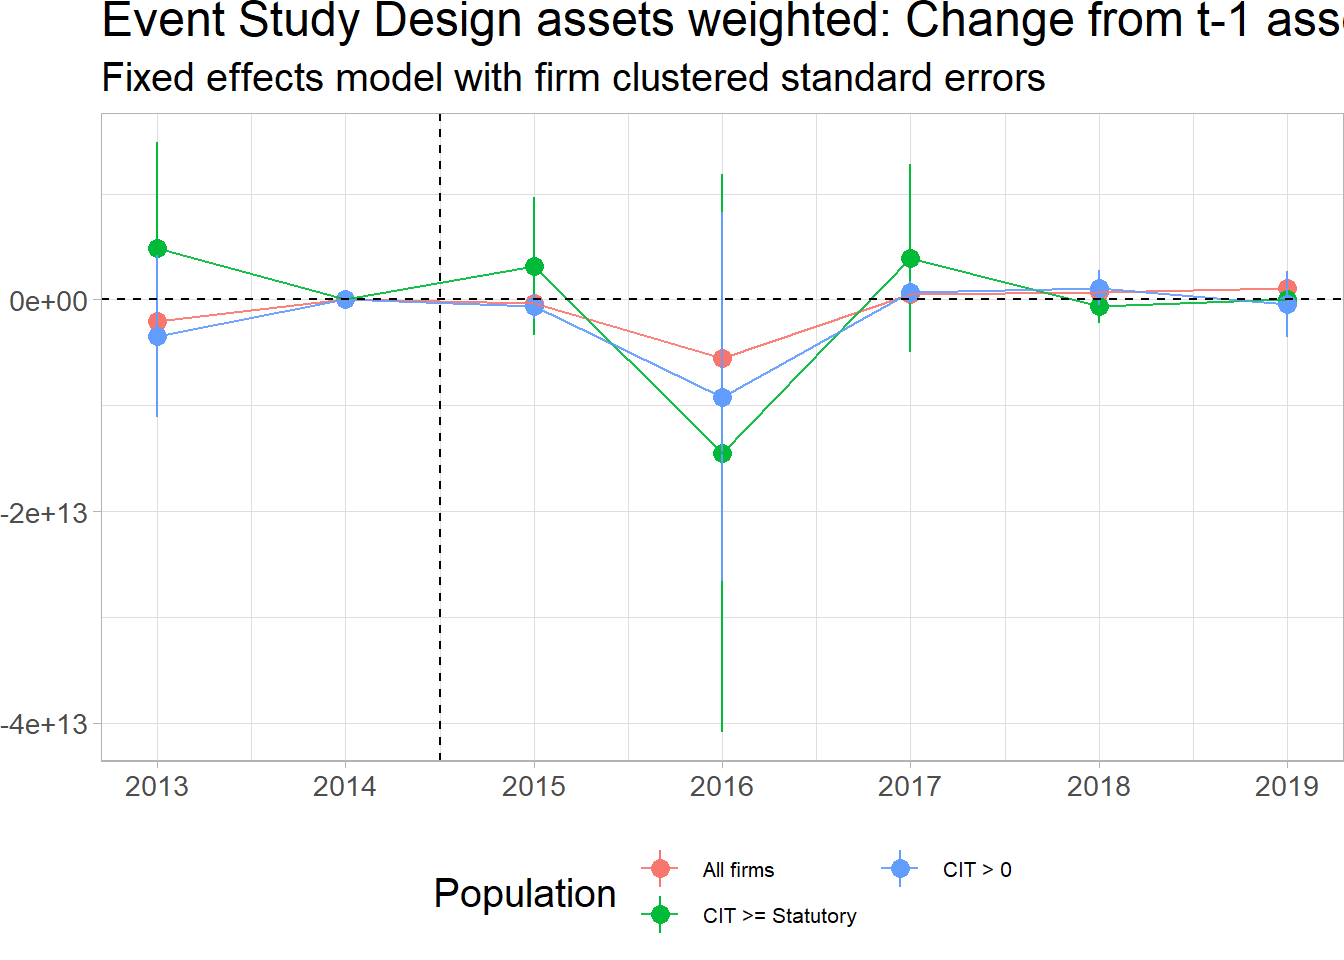 Event Study Design assets weighted: Change from t-1
Fixed effects model with firm clustered standard errors
0e+00
-2e+13
-4e+13
2013 2014 2015 2016 2017 2018 2019
Population
All firms
CIT > 0
CIT >= Statutory